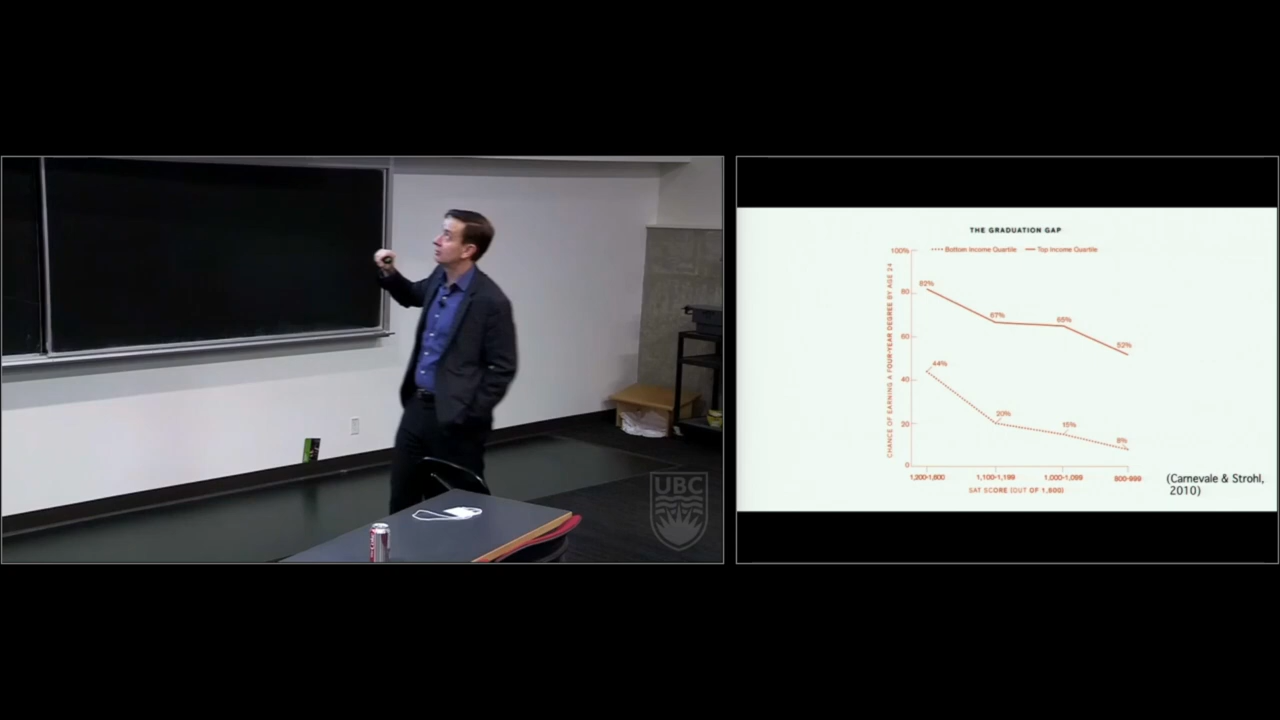 UBC
THE GRADUATION GAP
Bottom Income Quartile Top Income Quartile
CHANCE OF EARNING A FOUR-YEAR DEGREE BY AGE 24
100%
80
60
40
20
0
82%
67%
65%
52%
44%
20%
15%
8%
1,200-1,600 1,100-1,199 1,000-1,099 800-999
SAT SCORE (OUT OF 1,600)
(Carnevale & Strohl,
2010)